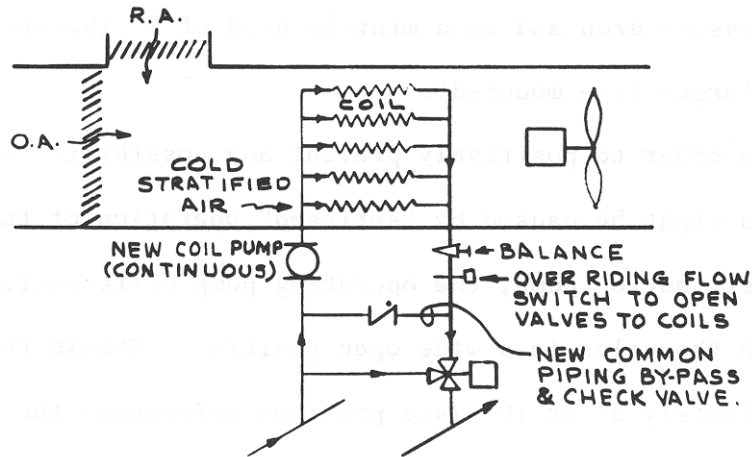 R.A.
O.A.
COIL
COLD
STRATIFIED
AIR
NEW COIL PUMP
(CONTINUOUS)
BALANCE
OVER RIDING FLOW
SWITCH TO OPEN
VALVES TO COILS
NEW COMMON
PIPING BY-PASS
& CHECK VALVE.